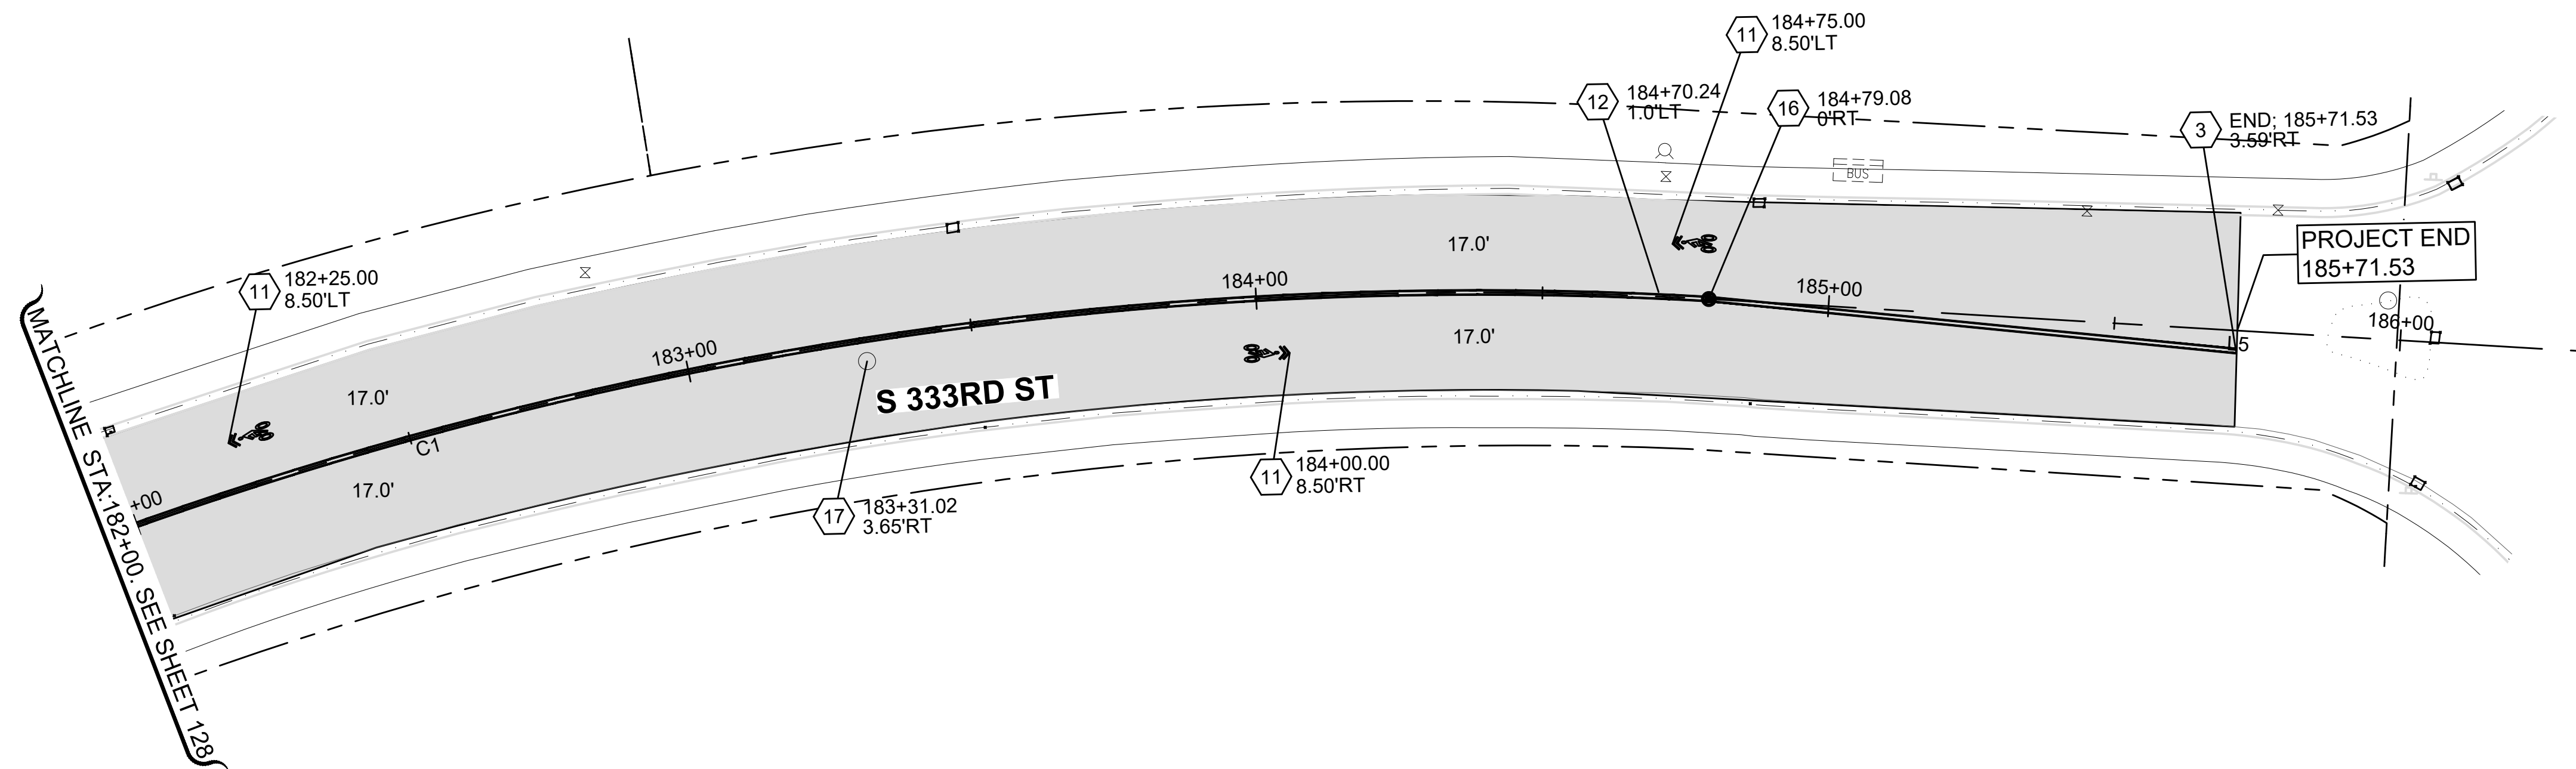 11
184+75.00
8.50'LT
12
184+70.24
1.0'LT
16
184+79.08
0'RT
3
END; 185+71.53
3.59'RT
BUS
PROJECT END
185+71.53
11
182+25.00
8.50'LT
17.0'
184+00
185+00
186+00
17.0'
183+00
17.0'
L5
S 333RD ST
C1
17.0'
+00
11
184+00.00
8.50'RT
17
183+31.02
3.65'RT
MATCHLINE STA:182+00. SEE SHEET 128